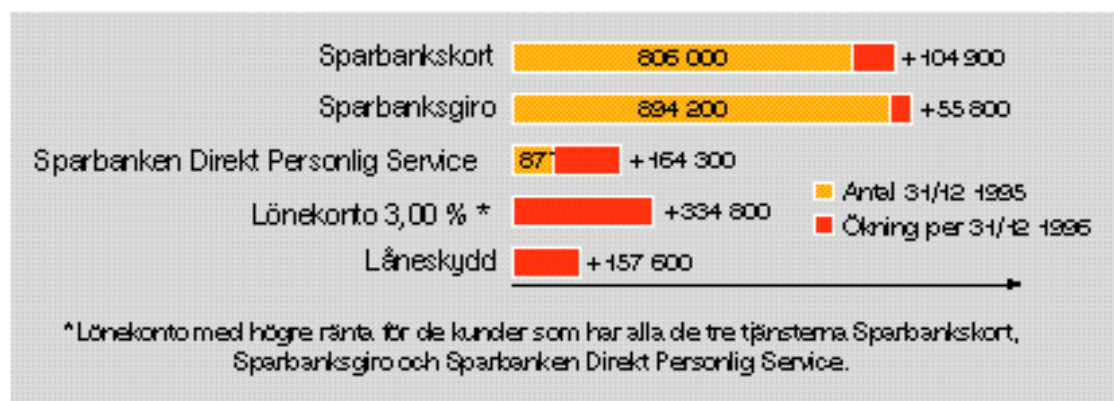 Sparbankskort 806 000 +104 900
Sparbanksgiro 894 200 +55 800
Sparbanken Direkt Personlig Service 87 +164 300
Lönekonto 3,00 % * +334 800
Låneskydd +157 600
Antal 31/12 1995
Ökning per 31/12 1996
*Lönekonto med högre ränta för de kunder som har alla de tre tjänsterna Sparbankskort,
Sparbanksgiro och Sparbanken Direkt Personlig Service.